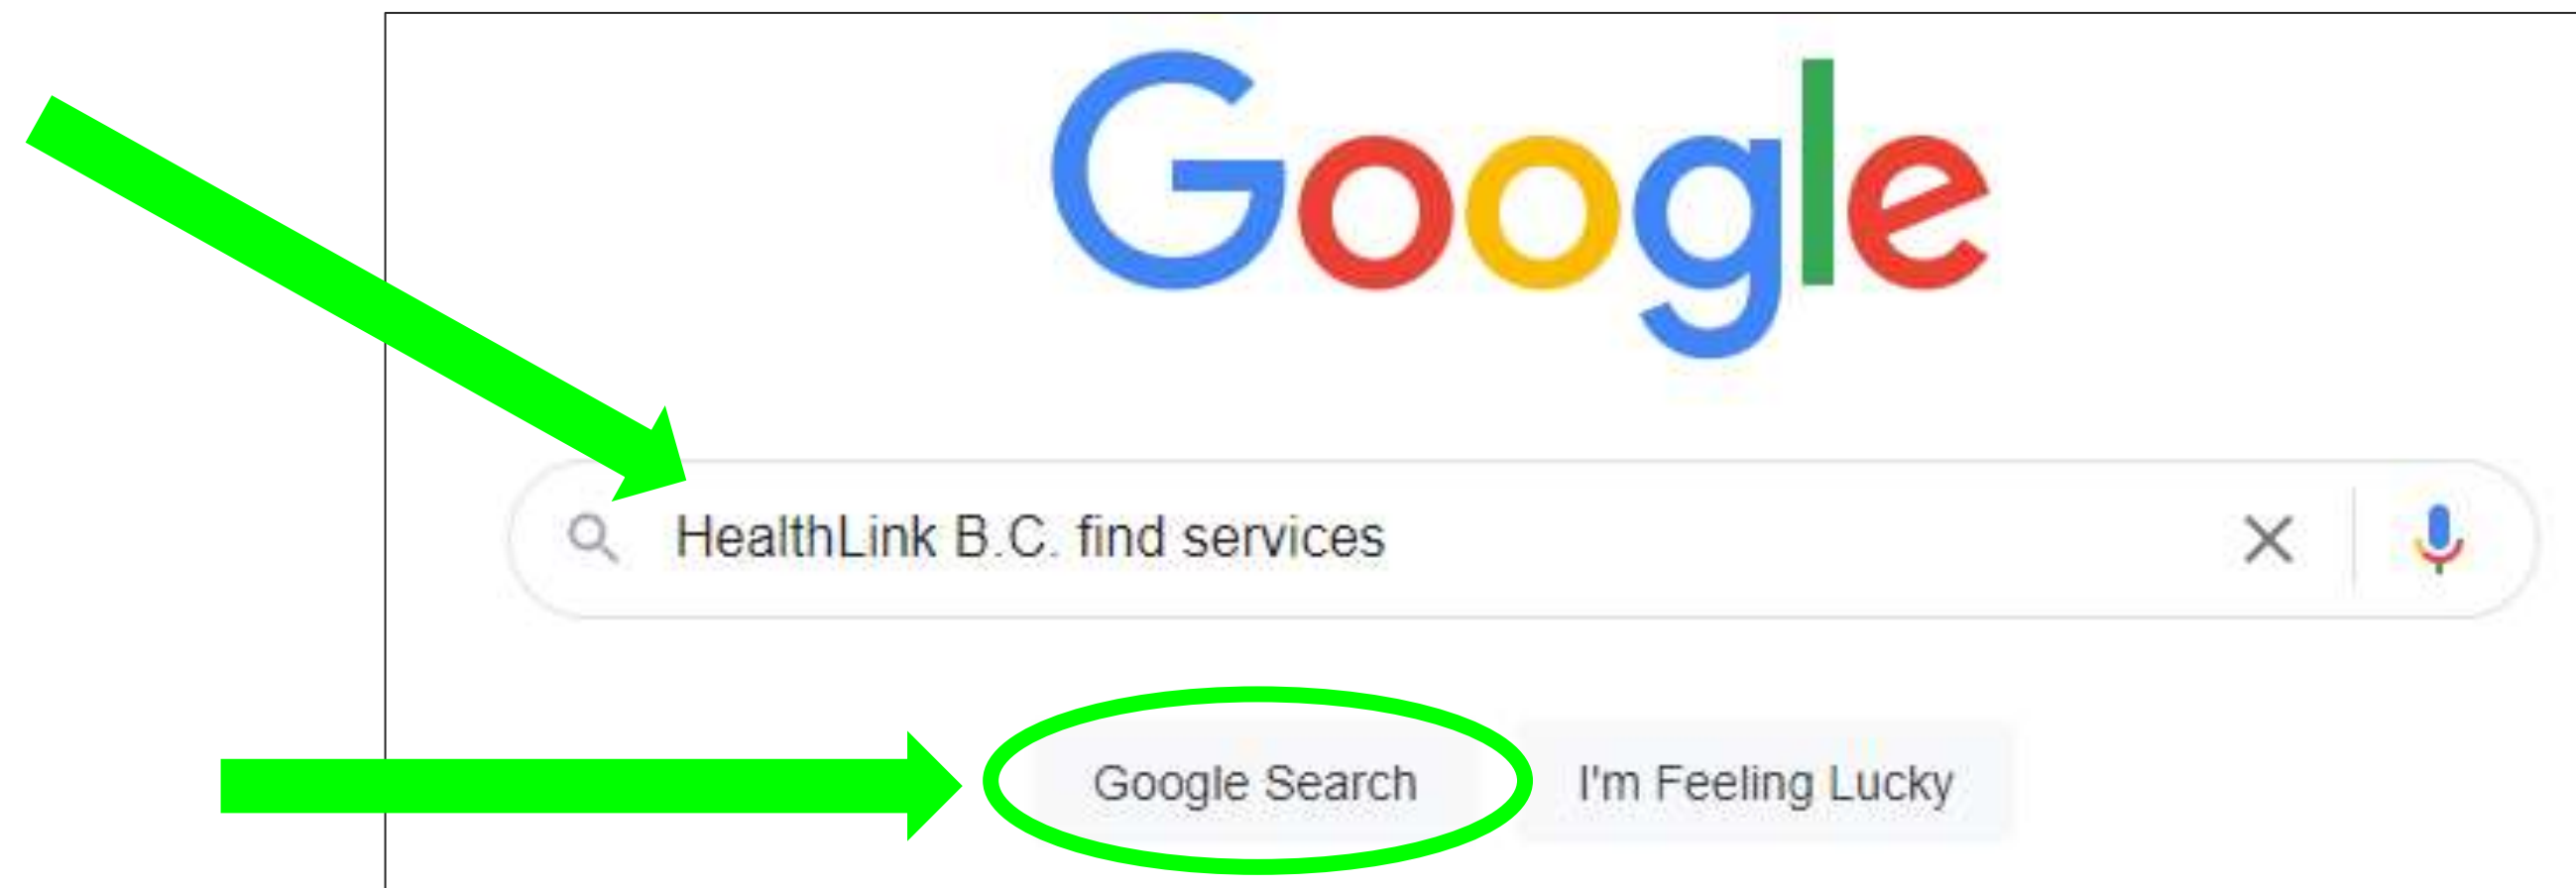 Google
HealthLink B.C. find services
Google Search
I'm Feeling Lucky